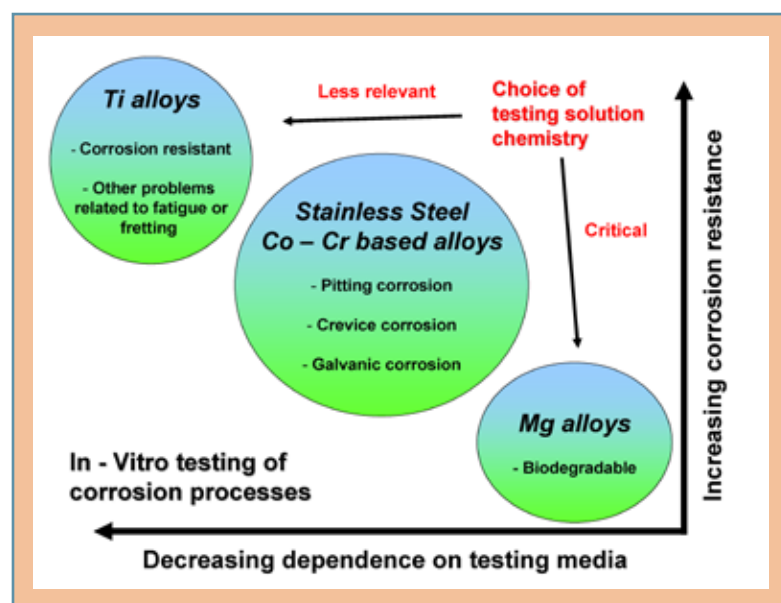 Ti alloys
- Corrosion resistant
- Other problems
related to fatigue or
fretting
Less relevant
Choice of
testing solution
chemistry
Critical
Stainless Steel
Co – Cr based alloys
- Pitting corrosion
- Crevice corrosion
- Galvanic corrosion
Mg alloys
- Biodegradable
In - Vitro testing of
corrosion processes
Decreasing dependence on testing media
Increasing corrosion resistance